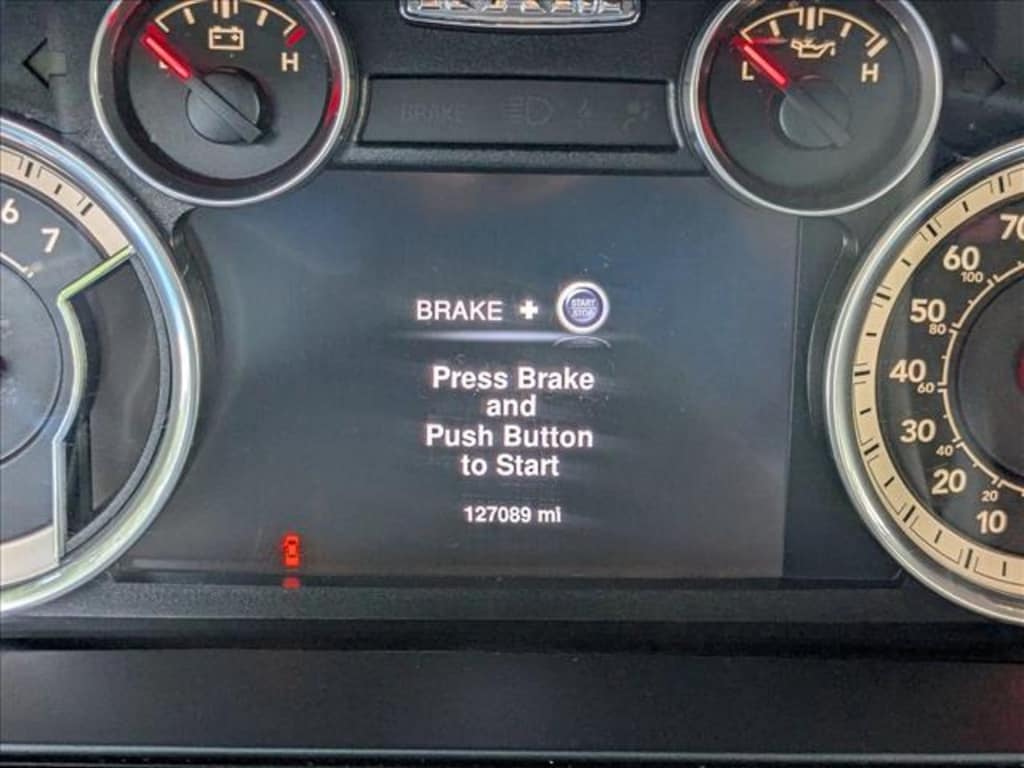 H
L
H
BRAKE
6
7
BRAKE + START STOP
Press Brake
and
Push Button
to Start
127089 mi
70
60
100
50
80
40
60
30
40
20
20
10